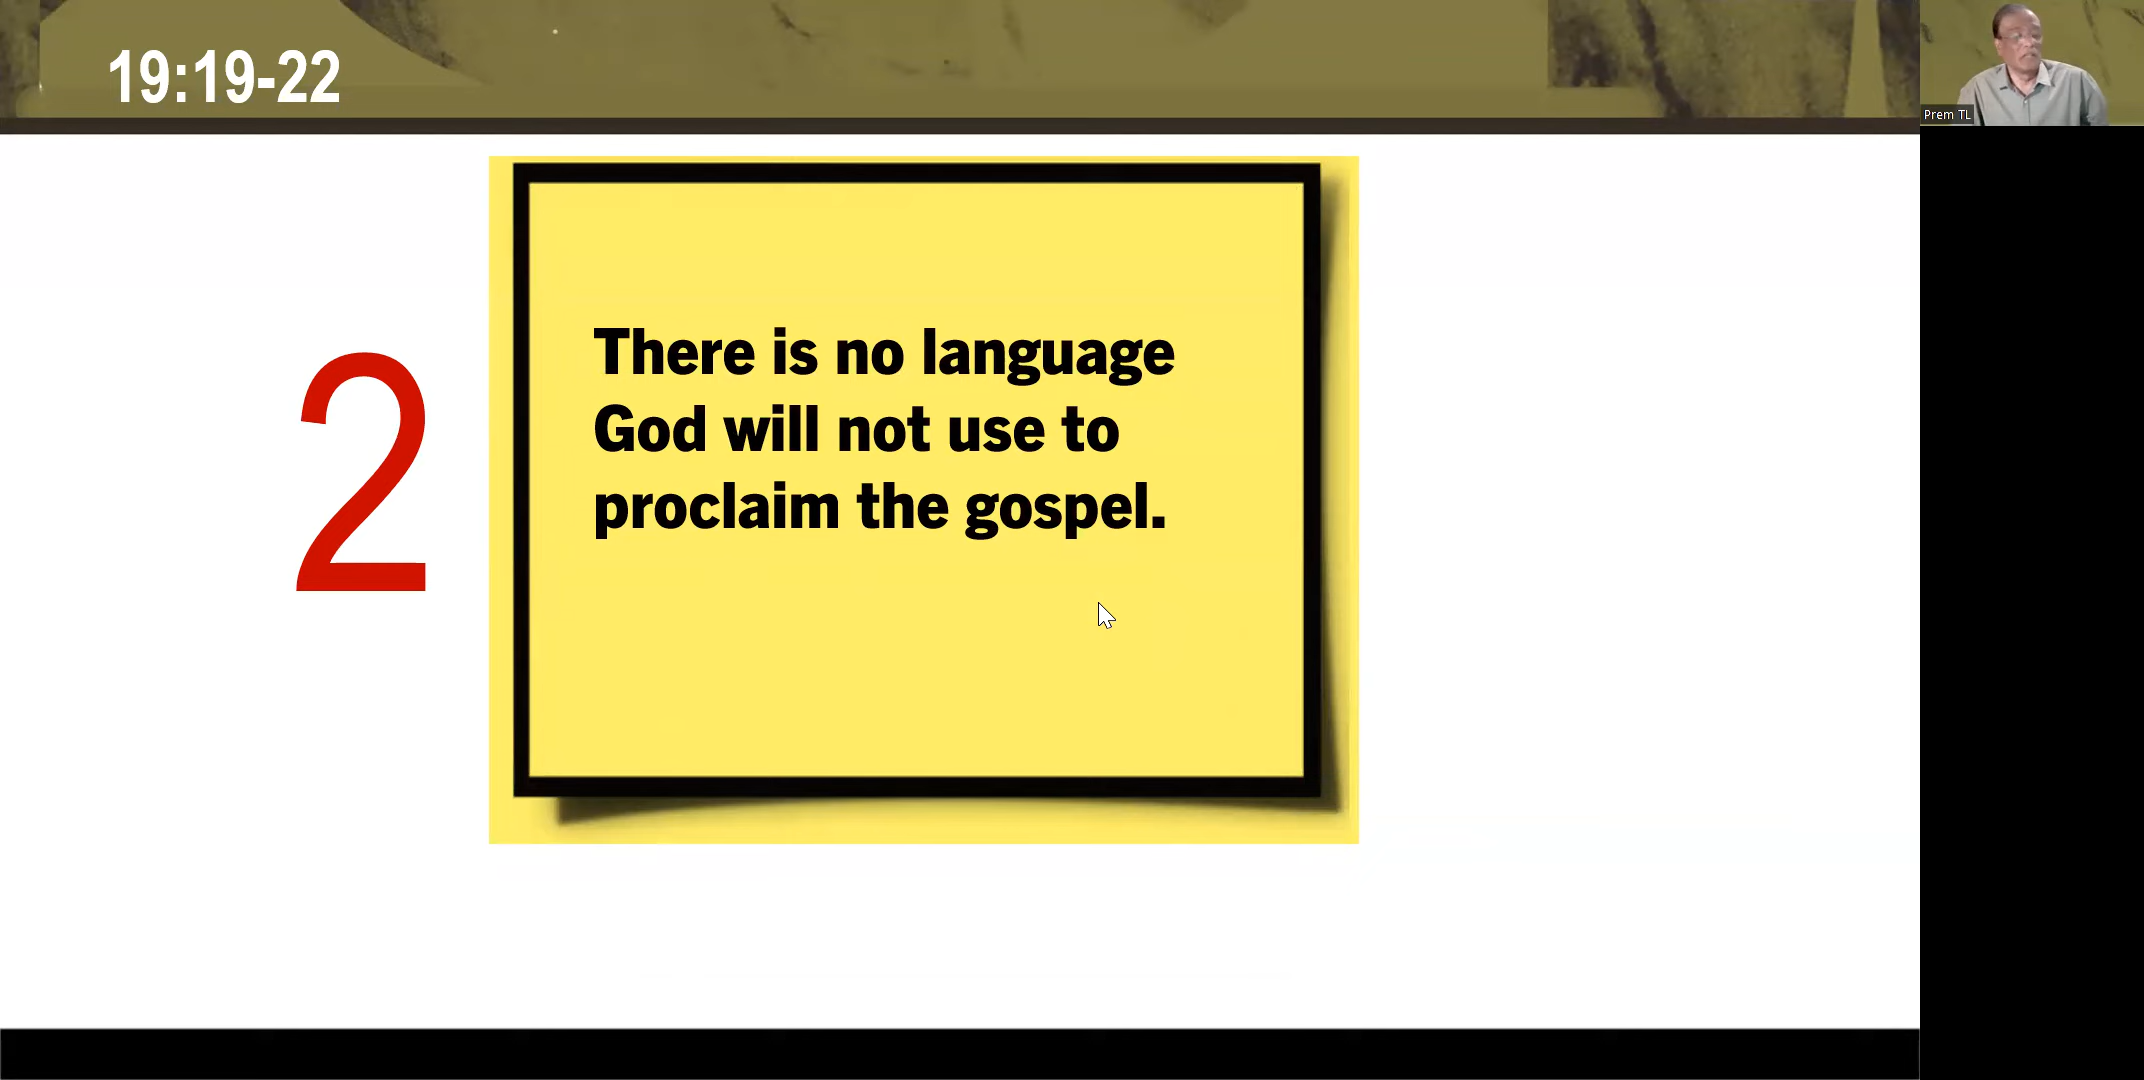 19:19-22
Prem TL
2
There is no language
God will not use to
proclaim the gospel.